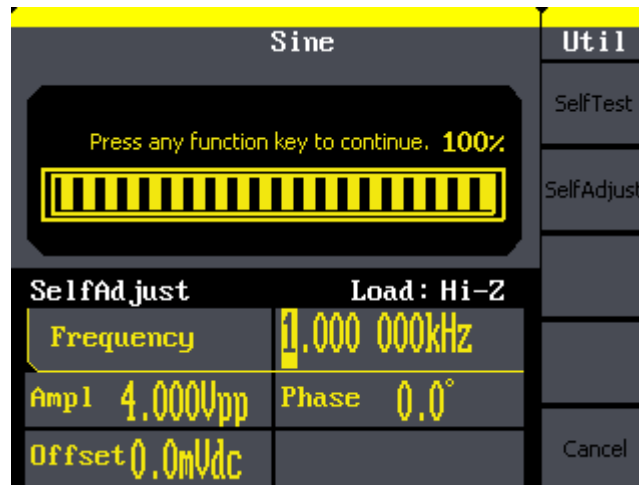 Sine
Util
SelfTest
Press any function key to continue. 100%
SelfAdjust
SelfAdjust Load: Hi-Z
Frequency 1.000 000kHz
Ampl 4.000Vpp Phase 0.0°
Offset 0.0mVdc
Cancel